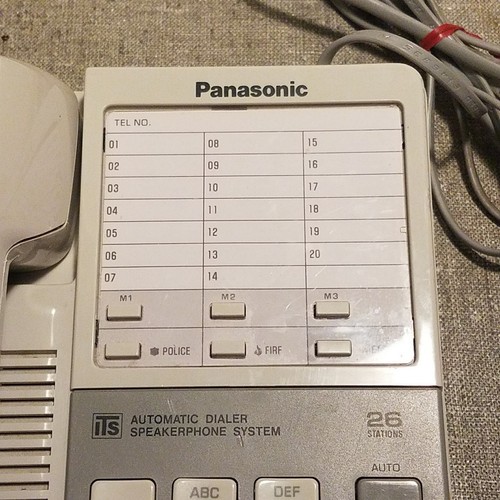 Panasonic
TEL NO.
01 08 15
02 09 16
03 10 17
04 11 18
05 12 19
06 13 20
07 14
M1 M2 M3
POLICE FIRE
iTS AUTOMATIC DIALER 26
SPEAKERPHONE SYSTEM STATIONS
AUTO
ABC DEF